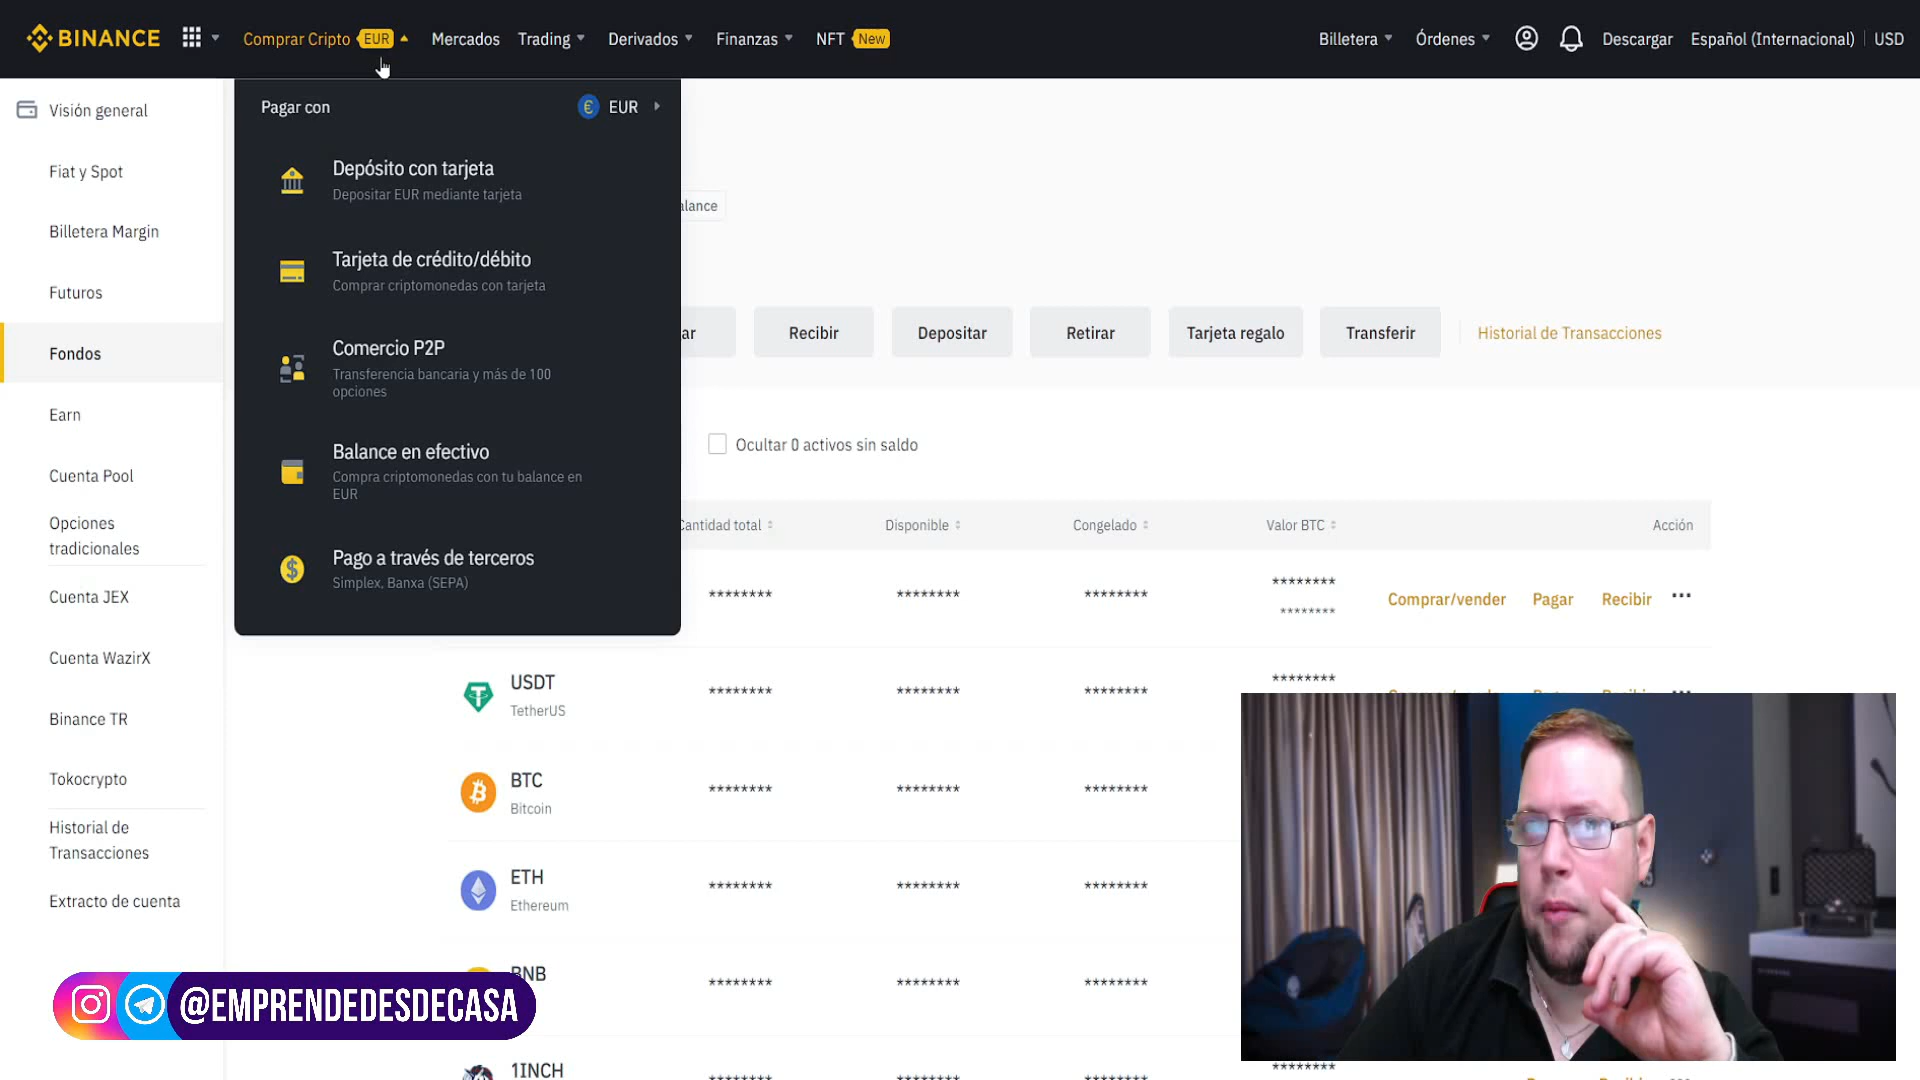 BINANCE
Comprar Cripto EUR
Mercados
Trading
Derivados
Finanzas
NFT New
Billetera
Órdenes
Descargar
Español (Internacional)
USD
Visión general
Fiat y Spot
Billetera Margin
Futuros
Fondos
Earn
Cuenta Pool
Opciones
tradicionales
Cuenta JEX
Cuenta WazirX
Binance TR
Tokocrypto
Historial de
Transacciones
Extracto de cuenta
Pagar con
€ EUR
Depósito con tarjeta
Depositar EUR mediante tarjeta
Tarjeta de crédito/débito
Comprar criptomonedas con tarjeta
Comercio P2P
Transferencia bancaria y más de 100
opciones
Balance en efectivo
Compra criptomonedas con tu balance en
EUR
Pago a través de terceros
Simplex, Banxa (SEPA)
alance
ar
Recibir
Depositar
Retirar
Tarjeta regalo
Transferir
Historial de Transacciones
Ocultar 0 activos sin saldo
Cantidad total
Disponible
Congelado
Valor BTC
Acción
******** ******** ******** ********
********
Comprar/vender Pagar Recibir ...
USDT
TetherUS
******** ******** ******** ********
BTC
Bitcoin
******** ******** ********
ETH
Ethereum
******** ******** ********
BNB
******** ******** ********
1INCH
******** ******** ******** ********
@EMPRENDEDESDECASA